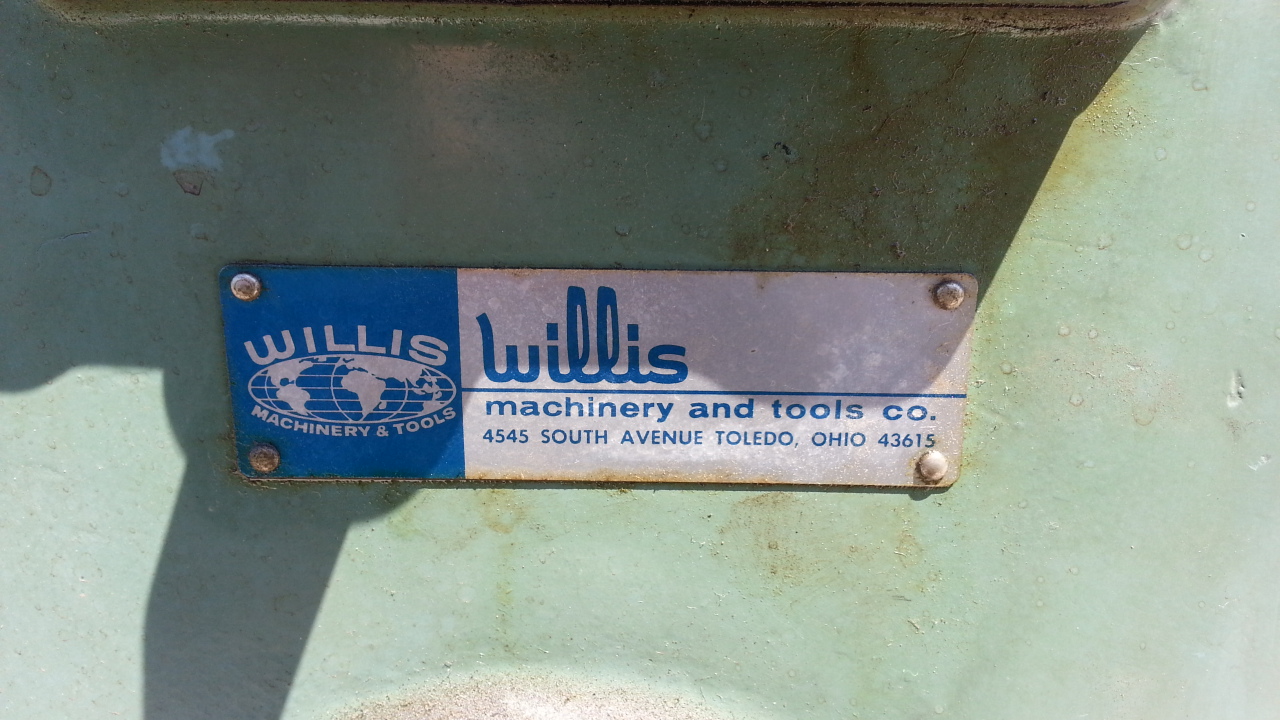 WILLIS
MACHINERY & TOOLS
willis
machinery and tools co.
4545 SOUTH AVENUE TOLEDO, OHIO 43615